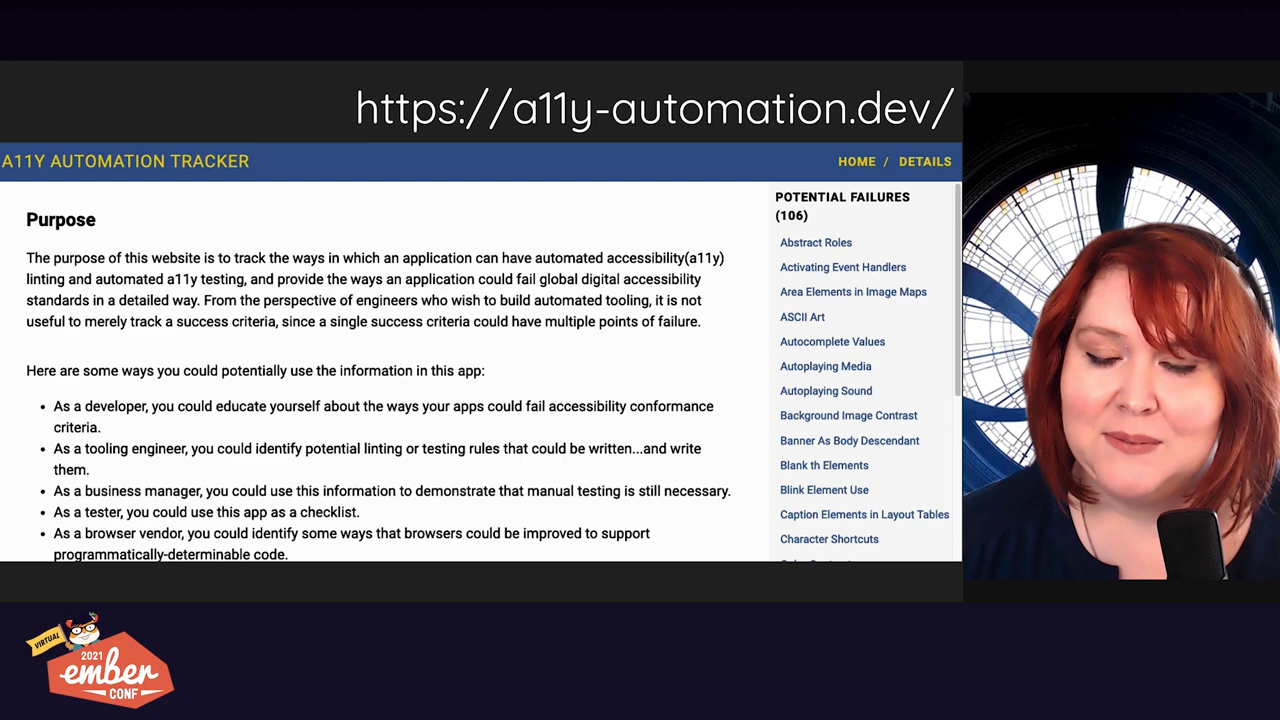 https://a11y-automation.dev/
A11Y AUTOMATION TRACKER
HOME / DETAILS
Purpose
The purpose of this website is to track the ways in which an application can have automated accessibility(a11y)
linting and automated a11y testing, and provide the ways an application could fail global digital accessibility
standards in a detailed way. From the perspective of engineers who wish to build automated tooling, it is not
useful to merely track a success criteria, since a single success criteria could have multiple points of failure.
Here are some ways you could potentially use the information in this app:
• As a developer, you could educate yourself about the ways your apps could fail accessibility conformance
criteria.
• As a tooling engineer, you could identify potential linting or testing rules that could be written...and write
them.
• As a business manager, you could use this information to demonstrate that manual testing is still necessary.
• As a tester, you could use this app as a checklist.
• As a browser vendor, you could identify some ways that browsers could be improved to support
programmatically-determinable code.
POTENTIAL FAILURES
(106)
Abstract Roles
Activating Event Handlers
Area Elements in Image Maps
ASCII Art
Autocomplete Values
Autoplaying Media
Autoplaying Sound
Background Image Contrast
Banner As Body Descendant
Blank th Elements
Blink Element Use
Caption Elements in Layout Tables
Character Shortcuts
VIRTUAL
2021
ember
CONF